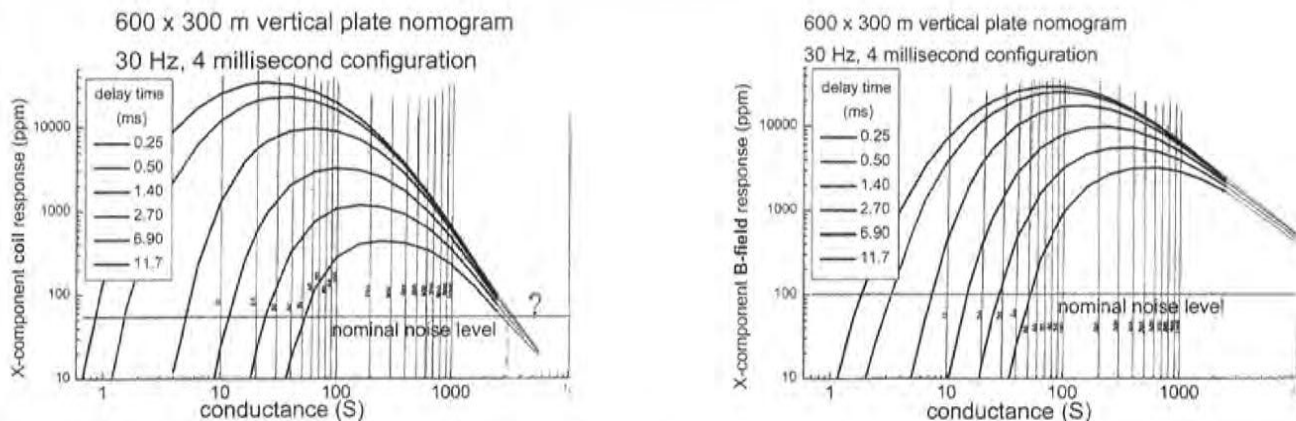 600 x 300 m vertical plate nomogram
30 Hz, 4 millisecond configuration
delay time
(ms)
0.25
0.50
1.40
2.70
6.90
11.7
X-component coil response (ppm)
10000
1000
100
10
?
nominal noise level
1
10
100
1000
conductance (S)
600 x 300 m vertical plate nomogram
30 Hz, 4 millisecond configuration
delay time
(ms)
0.25
0.50
1.40
2.70
6.90
11.7
X-component B-field response (ppm)
10000
1000
100
10
nominal noise level
1
10
100
1000
conductance (S)